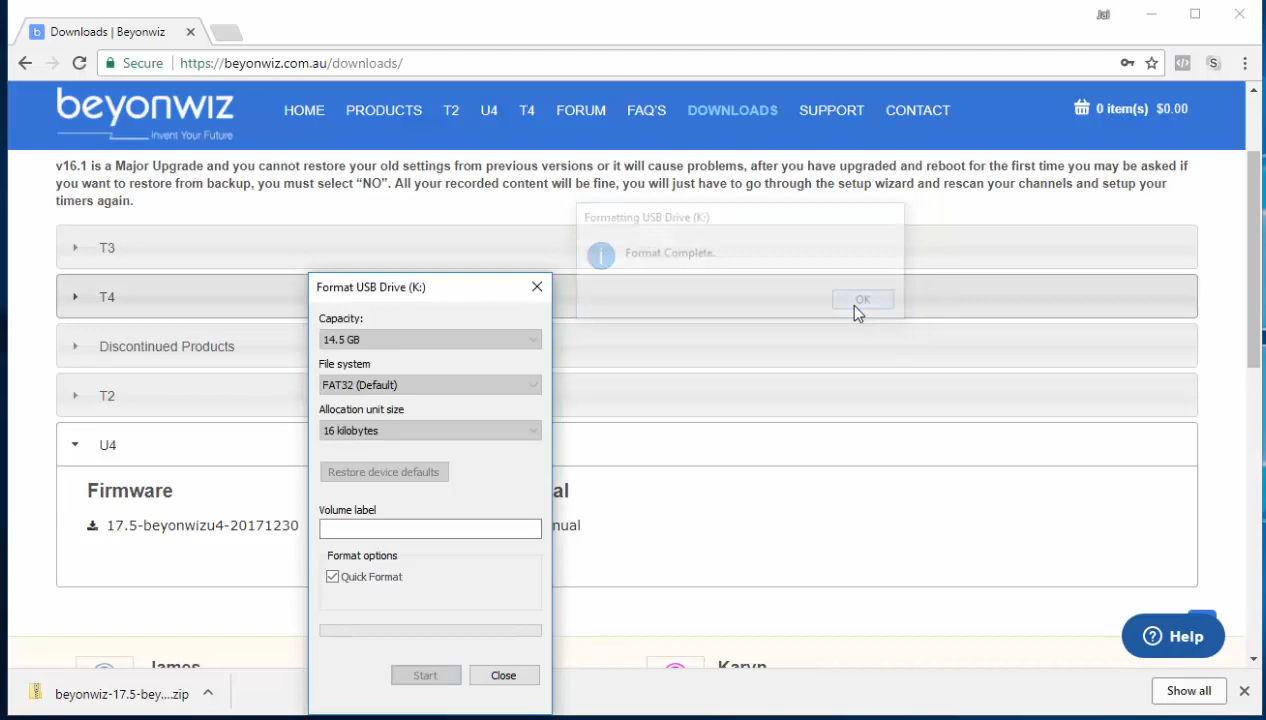 Downloads | Beyonwiz
Secure https://beyonwiz.com.au/downloads/
beyonwiz
Invent Your Future
HOME PRODUCTS T2 U4 T4 FORUM FAQ'S DOWNLOADS SUPPORT CONTACT
0 item(s) $0.00
v16.1 is a Major Upgrade and you cannot restore your old settings from previous versions or it will cause problems, after you have upgraded and reboot for the first time you may be asked if
you want to restore from backup, you must select “NO”. All your recorded content will be fine, you will just have to go through the setup wizard and rescan your channels and setup your
timers again.
T3
T4
Discontinued Products
T2
U4
Firmware
17.5-beyonwizu4-20171230
Formatting USB Drive (K:)
Format Complete.
OK
Format USB Drive (K:)
Capacity:
14.5 GB
File system
FAT32 (Default)
Allocation unit size
16 kilobytes
Restore device defaults
Volume label
Format options
Quick Format
Start Close
Help
James
Karyn
beyonwiz-17.5-bey....zip
Show all